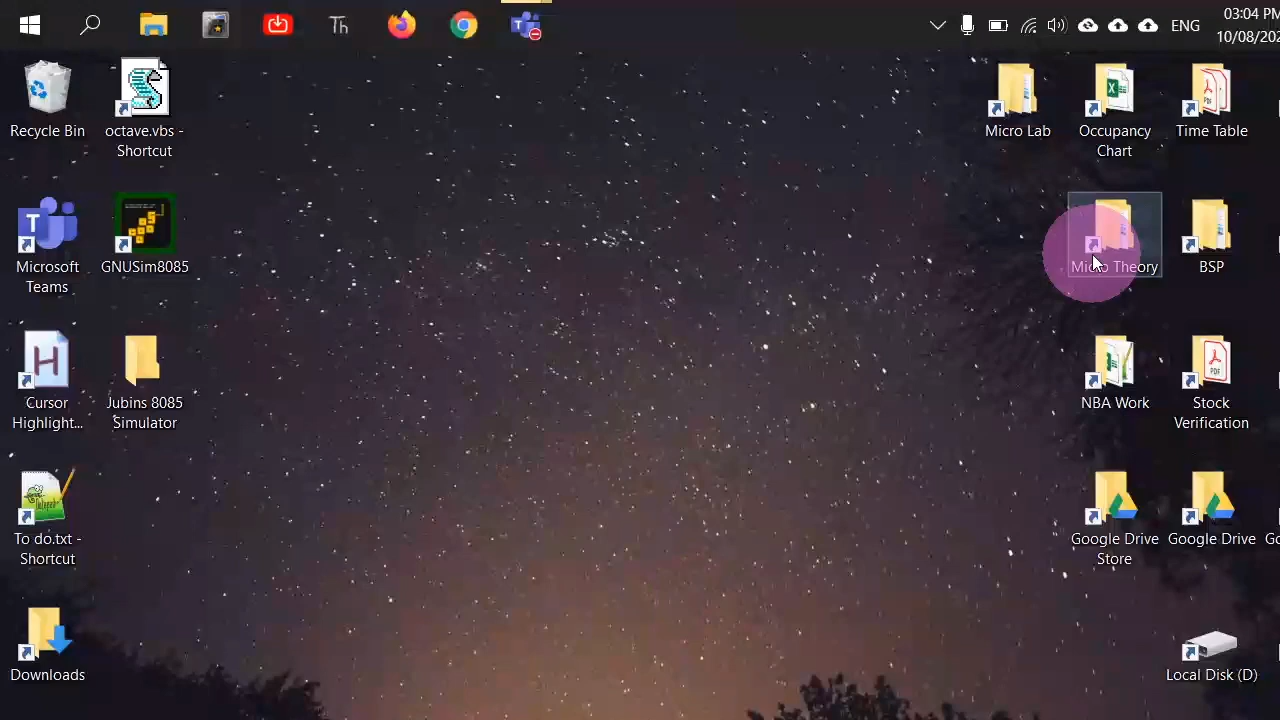 Th
ENG
03:04 PM
10/08/202
Recycle Bin
octave.vbs -
Shortcut
Micro Lab
Occupancy
Chart
Time Table
Microsoft
Teams
GNUSim8085
Micro Theory
BSP
Cursor
Highlight...
Jubins 8085
Simulator
NBA Work
Stock
Verification
To do.txt -
Shortcut
Google Drive
Store
Google Drive
Downloads
Local Disk (D)